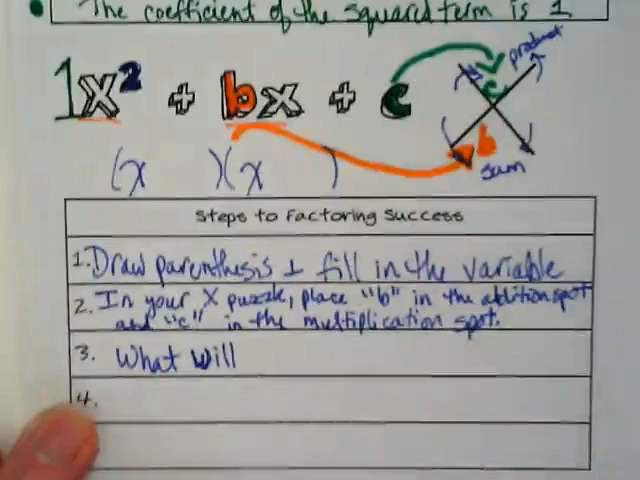 The coefficient of the squared term is 1
product
1x² + bx + c
c
b
sum
(x )(x )
Steps to Factoring Success
1. Draw parenthesis + fill in the variable
2. In your X puzzle, place "b" in the addition spot
and "c" in the multiplication spot.
3. What will
4.